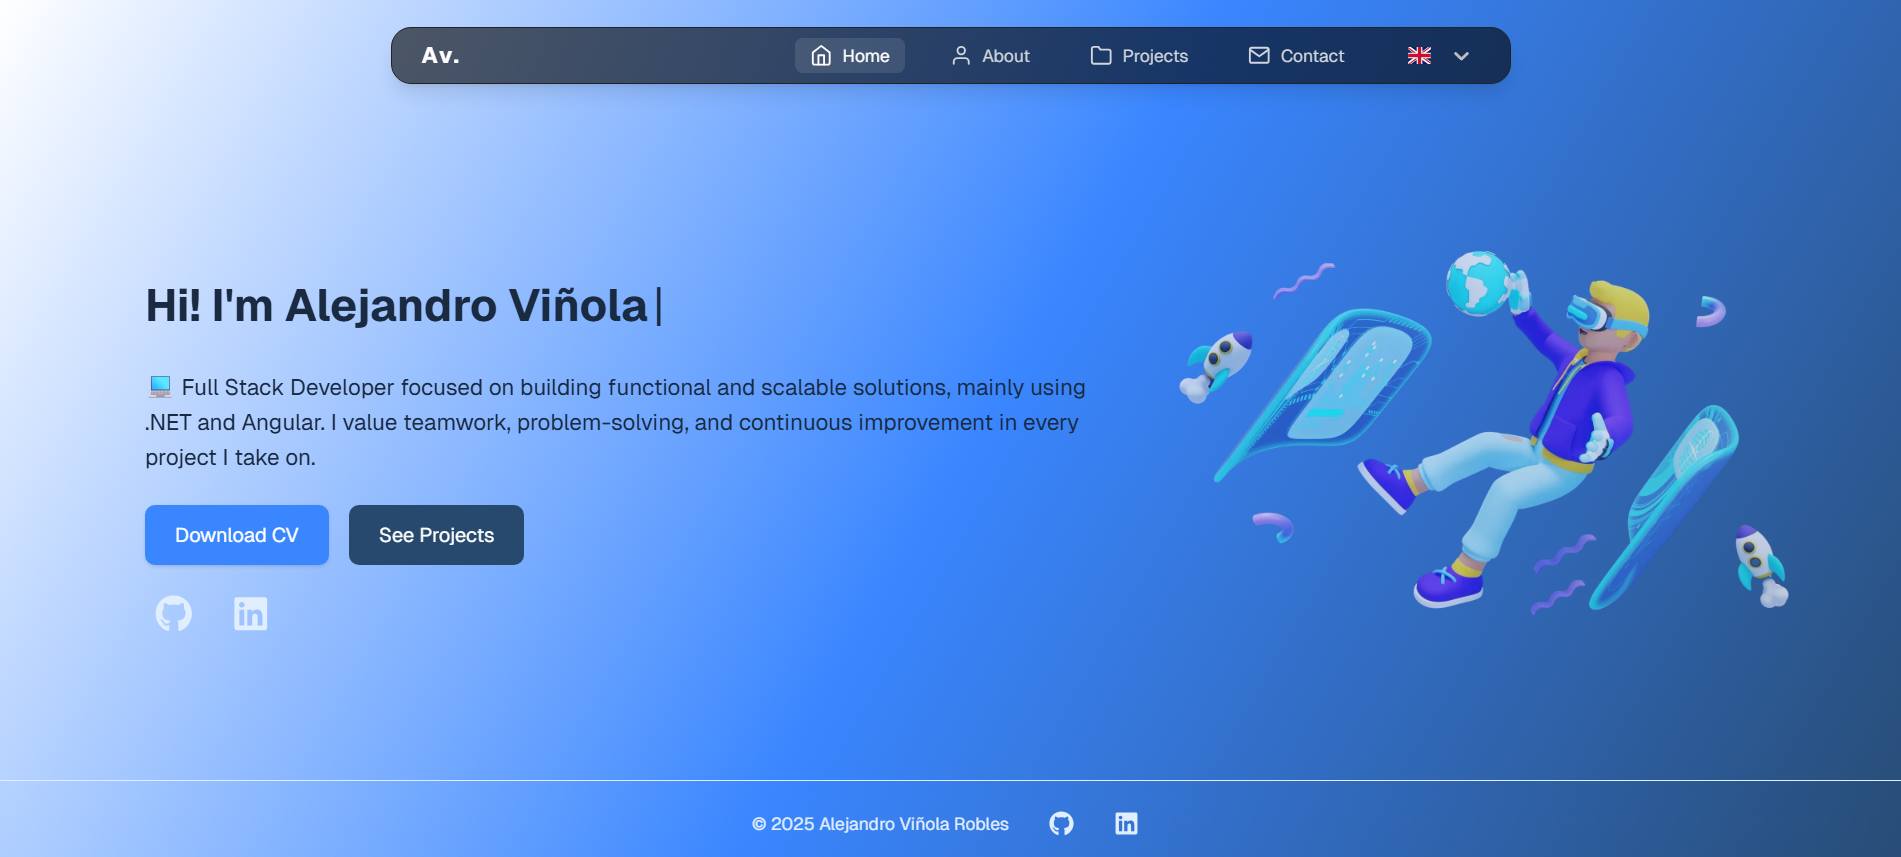 Av.
Home
About
Projects
Contact
Hi! I'm Alejandro Viñola|
Full Stack Developer focused on building functional and scalable solutions, mainly using
.NET and Angular. I value teamwork, problem-solving, and continuous improvement in every
project I take on.
Download CV
See Projects
in
© 2025 Alejandro Viñola Robles
in